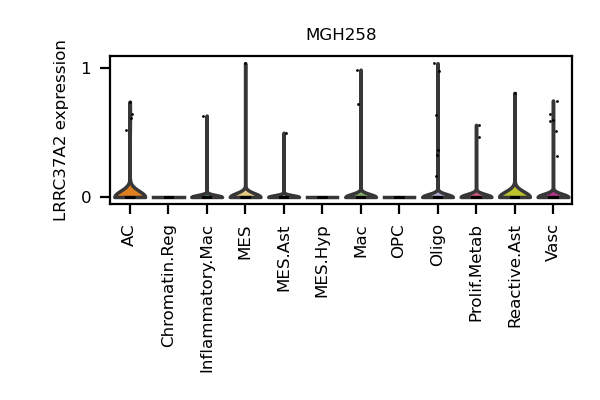 MGH258
LRRC37A2 expression
1
0
AC
Chromatin.Reg
Inflammatory.Mac
MES
MES.Ast
MES.Hyp
Mac
OPC
Oligo
Prolif.Metab
Reactive.Ast
Vasc